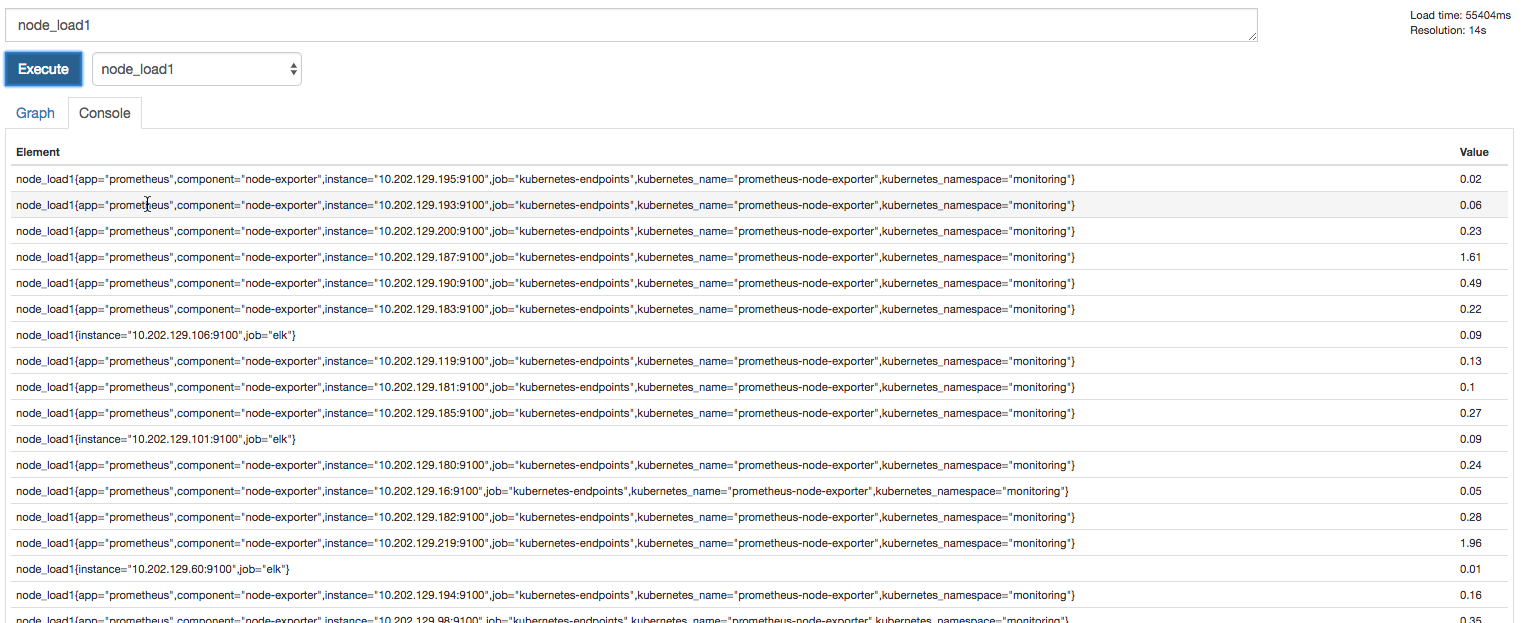 node_load1
Load time: 55404ms
Resolution: 14s
Execute
node_load1
Graph
Console
Element Value
node_load1{app="prometheus",component="node-exporter",instance="10.202.129.195:9100",job="kubernetes-endpoints",kubernetes_name="prometheus-node-exporter",kubernetes_namespace="monitoring"} 0.02
node_load1{app="prometheus",component="node-exporter",instance="10.202.129.193:9100",job="kubernetes-endpoints",kubernetes_name="prometheus-node-exporter",kubernetes_namespace="monitoring"} 0.06
node_load1{app="prometheus",component="node-exporter",instance="10.202.129.200:9100",job="kubernetes-endpoints",kubernetes_name="prometheus-node-exporter",kubernetes_namespace="monitoring"} 0.23
node_load1{app="prometheus",component="node-exporter",instance="10.202.129.187:9100",job="kubernetes-endpoints",kubernetes_name="prometheus-node-exporter",kubernetes_namespace="monitoring"} 1.61
node_load1{app="prometheus",component="node-exporter",instance="10.202.129.190:9100",job="kubernetes-endpoints",kubernetes_name="prometheus-node-exporter",kubernetes_namespace="monitoring"} 0.49
node_load1{app="prometheus",component="node-exporter",instance="10.202.129.183:9100",job="kubernetes-endpoints",kubernetes_name="prometheus-node-exporter",kubernetes_namespace="monitoring"} 0.22
node_load1{instance="10.202.129.106:9100",job="elk"} 0.09
node_load1{app="prometheus",component="node-exporter",instance="10.202.129.119:9100",job="kubernetes-endpoints",kubernetes_name="prometheus-node-exporter",kubernetes_namespace="monitoring"} 0.13
node_load1{app="prometheus",component="node-exporter",instance="10.202.129.181:9100",job="kubernetes-endpoints",kubernetes_name="prometheus-node-exporter",kubernetes_namespace="monitoring"} 0.1
node_load1{app="prometheus",component="node-exporter",instance="10.202.129.185:9100",job="kubernetes-endpoints",kubernetes_name="prometheus-node-exporter",kubernetes_namespace="monitoring"} 0.27
node_load1{instance="10.202.129.101:9100",job="elk"} 0.09
node_load1{app="prometheus",component="node-exporter",instance="10.202.129.180:9100",job="kubernetes-endpoints",kubernetes_name="prometheus-node-exporter",kubernetes_namespace="monitoring"} 0.24
node_load1{app="prometheus",component="node-exporter",instance="10.202.129.16:9100",job="kubernetes-endpoints",kubernetes_name="prometheus-node-exporter",kubernetes_namespace="monitoring"} 0.05
node_load1{app="prometheus",component="node-exporter",instance="10.202.129.182:9100",job="kubernetes-endpoints",kubernetes_name="prometheus-node-exporter",kubernetes_namespace="monitoring"} 0.28
node_load1{app="prometheus",component="node-exporter",instance="10.202.129.219:9100",job="kubernetes-endpoints",kubernetes_name="prometheus-node-exporter",kubernetes_namespace="monitoring"} 1.96
node_load1{instance="10.202.129.60:9100",job="elk"} 0.01
node_load1{app="prometheus",component="node-exporter",instance="10.202.129.194:9100",job="kubernetes-endpoints",kubernetes_name="prometheus-node-exporter",kubernetes_namespace="monitoring"} 0.16
node_load1{app="prometheus",component="node-exporter",instance="10.202.129.98:9100",job="kubernetes-endpoints",kubernetes_name="prometheus-node-exporter",kubernetes_namespace="monitoring"} 0.35